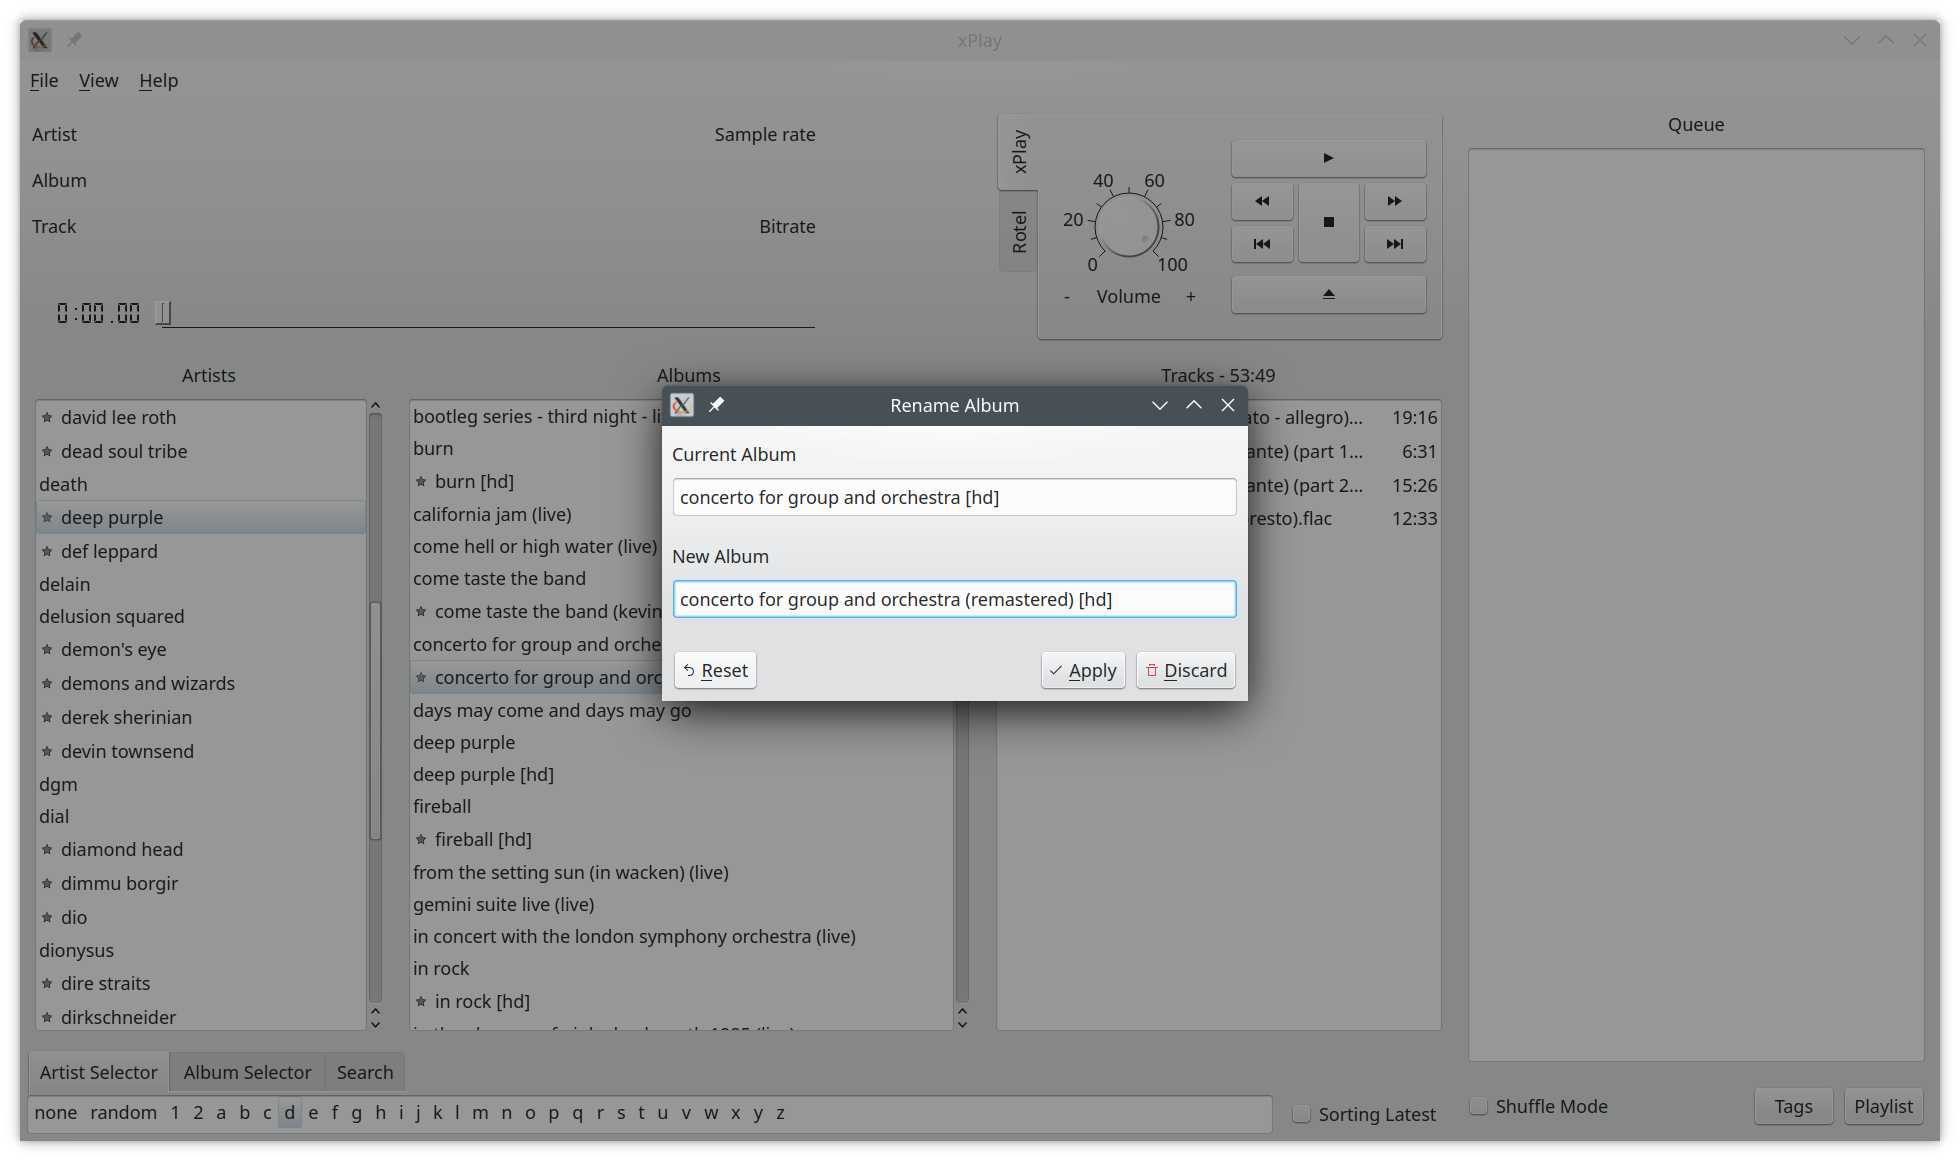 xPlay
File View Help
Artist
Sample rate
Album
Track
Bitrate
0:00.00
xPlay
Rotel
40 60
20 80
0 100
- Volume +
Queue
Artists
david lee roth
dead soul tribe
death
deep purple
def leppard
delain
delusion squared
demon's eye
demons and wizards
derek sherinian
devin townsend
dgm
dial
diamond head
dimmu borgir
dio
dionysus
dire straits
dirkschneider
Albums
bootleg series - third night - li
burn
burn [hd]
california jam (live)
come hell or high water (live)
come taste the band
come taste the band (kevin
concerto for group and orche
concerto for group and orc
days may come and days may go
deep purple
deep purple [hd]
fireball
fireball [hd]
from the setting sun (in wacken) (live)
gemini suite live (live)
in concert with the london symphony orchestra (live)
in rock
in rock [hd]
Tracks - 53:49
ato - allegro)... 19:16
ante) (part 1... 6:31
ante) (part 2... 15:26
resto).flac 12:33
Rename Album
Current Album
concerto for group and orchestra [hd]
New Album
concerto for group and orchestra (remastered) [hd]
Reset
Apply
Discard
Artist Selector Album Selector Search
none random 1 2 a b c d e f g h i j k l m n o p q r s t u v w x y z
Sorting Latest
Shuffle Mode
Tags
Playlist